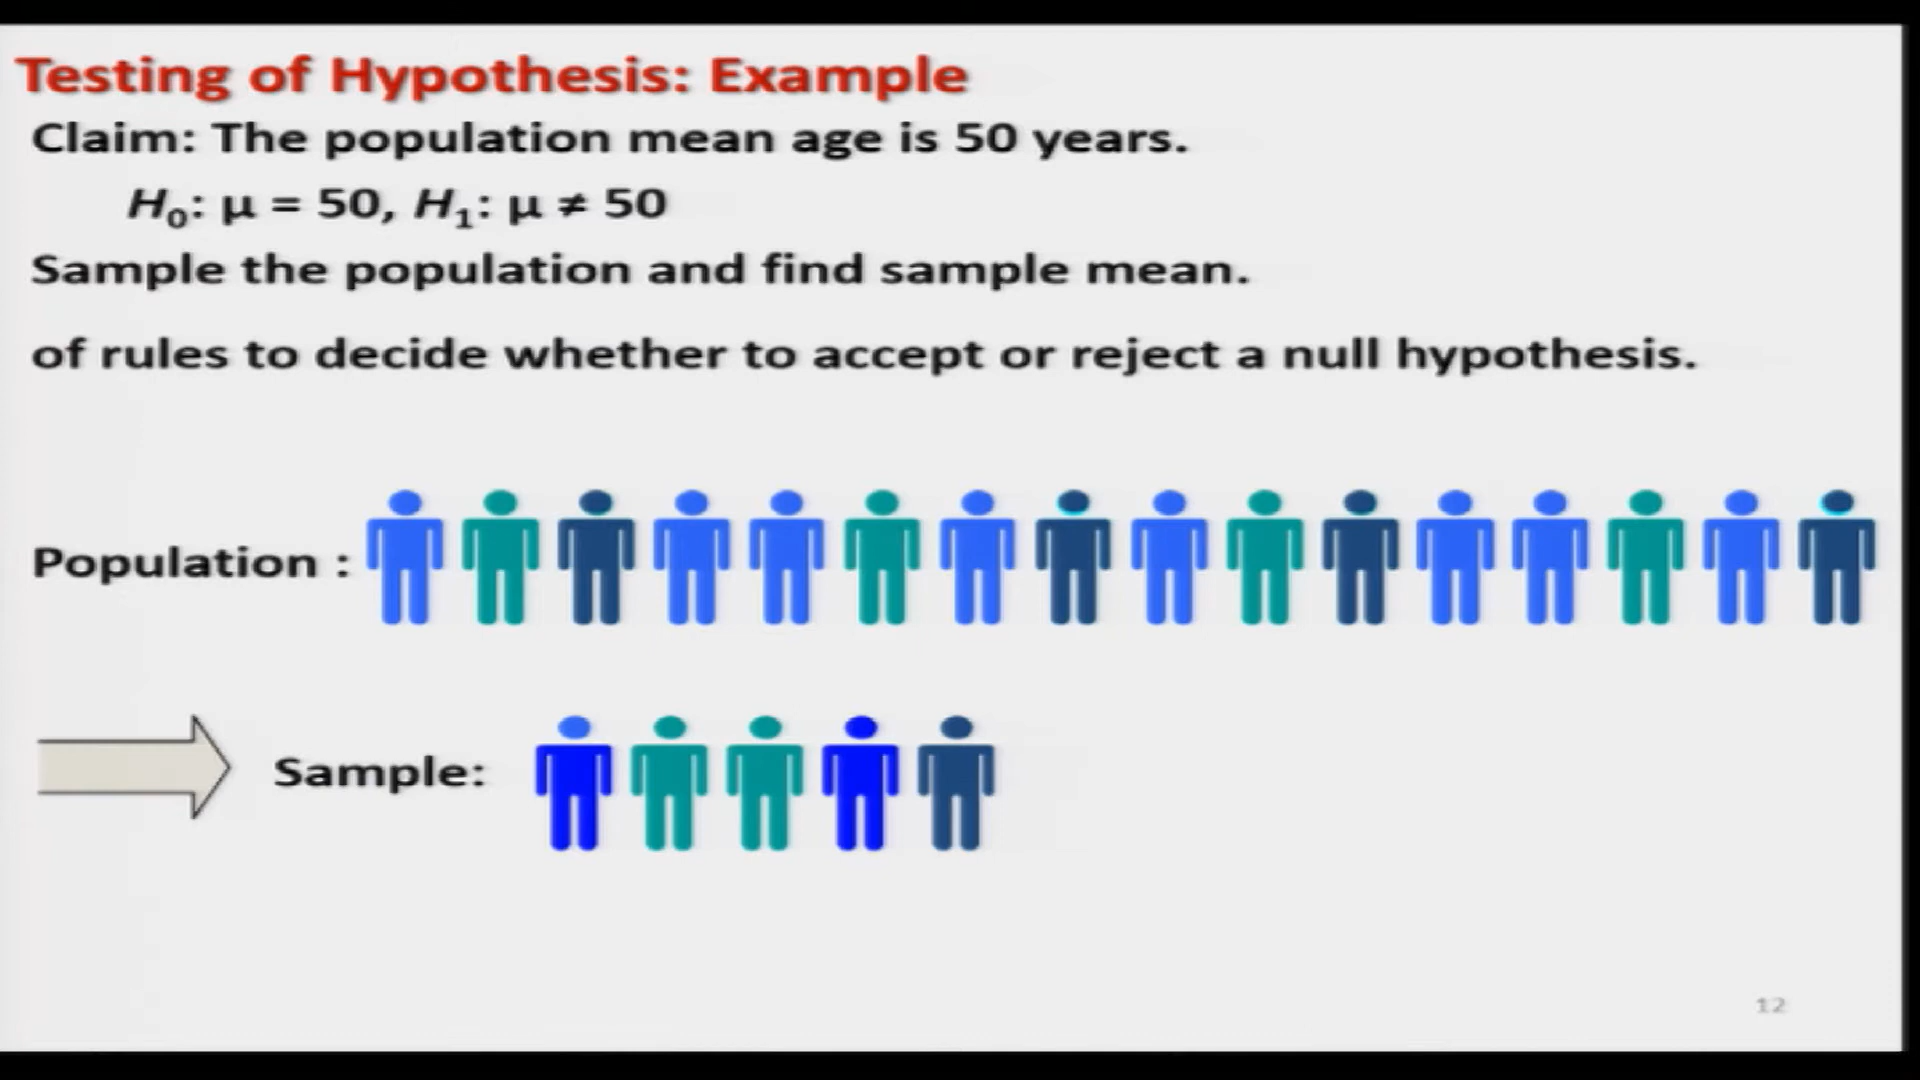 Testing of Hypothesis: Example
Claim: The population mean age is 50 years.
H₀: μ = 50, H₁: μ ≠ 50
Sample the population and find sample mean.
of rules to decide whether to accept or reject a null hypothesis.
Population :
Sample:
12